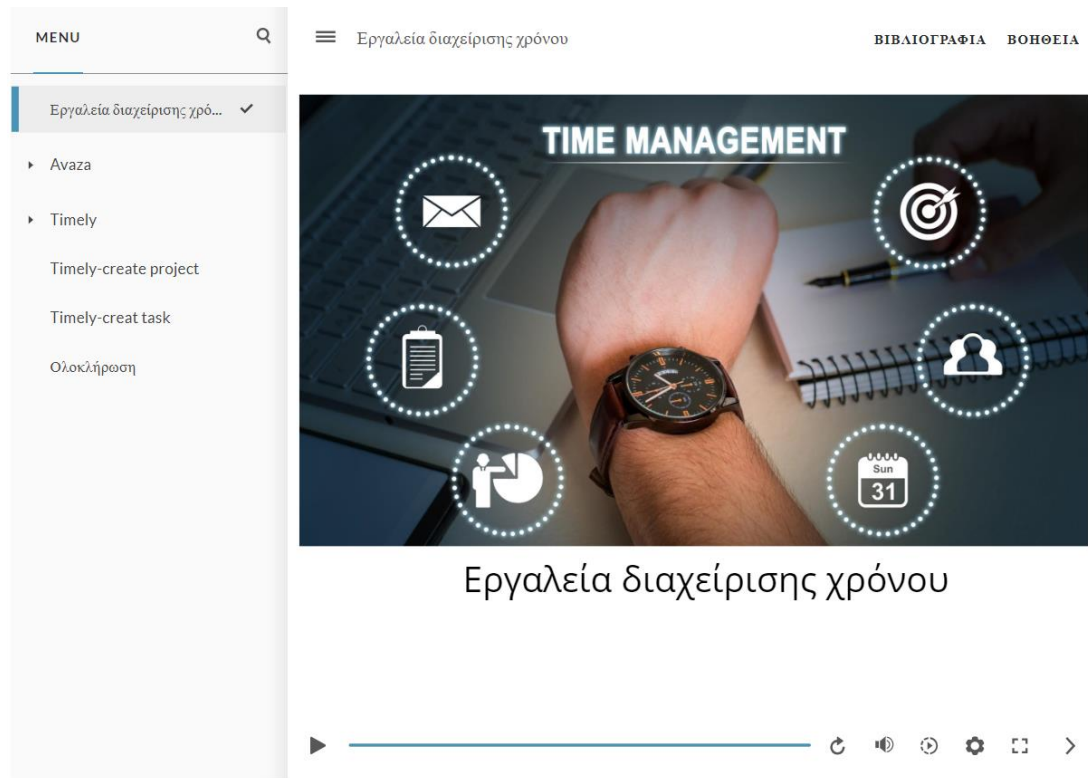 MENU
Εργαλεία διαχείρισης χρόνου
ΒΙΒΛΙΟΓΡΑΦΙΑ ΒΟΗΘΕΙΑ
Εργαλεία διαχείρισης χρό...
Avaza
Timely
Timely-create project
Timely-creat task
Ολοκλήρωση
TIME MANAGEMENT
Sun
31
Εργαλεία διαχείρισης χρόνου